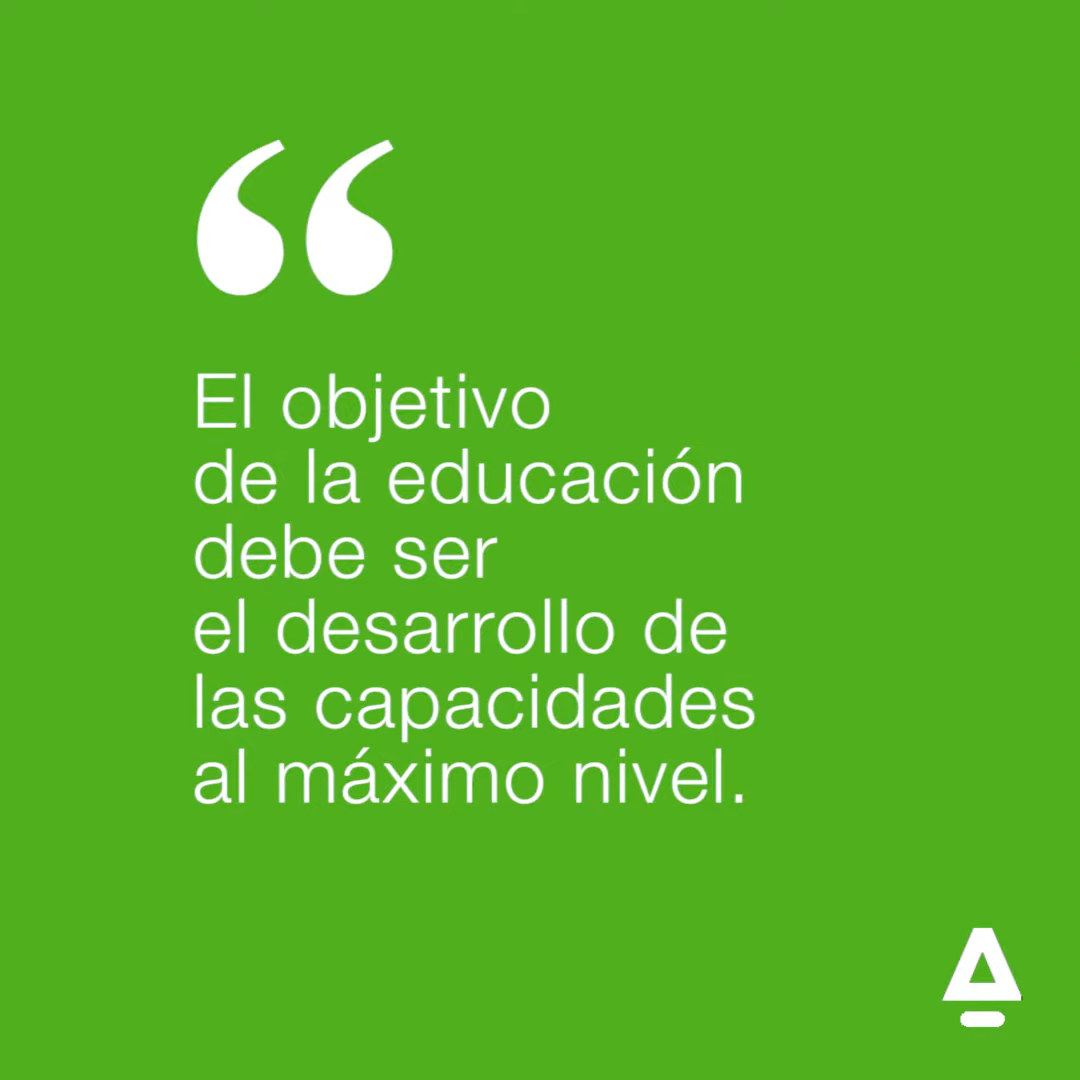 “
El objetivo
de la educación
debe ser
el desarrollo de
las capacidades
al máximo nivel.